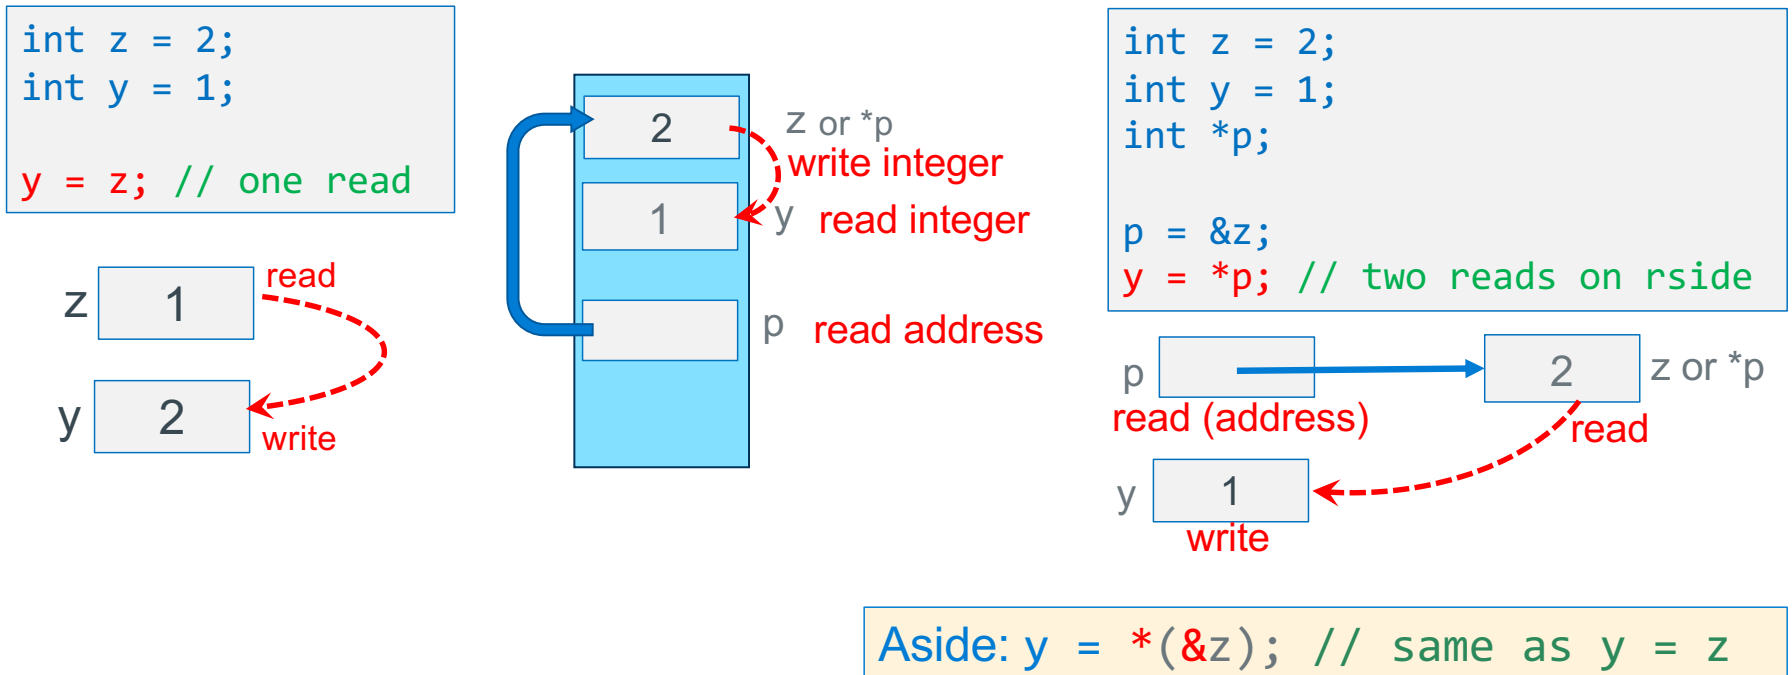 int z = 2;
int y = 1;
y = z; // one read
z 1 read
y 2 write
2 z or *p
write integer
1 y read integer
p read address
int z = 2;
int y = 1;
int *p;
p = &z;
y = *p; // two reads on rside
p 2 z or *p
read (address) read
y 1
write
Aside: y = *(&z); // same as y = z